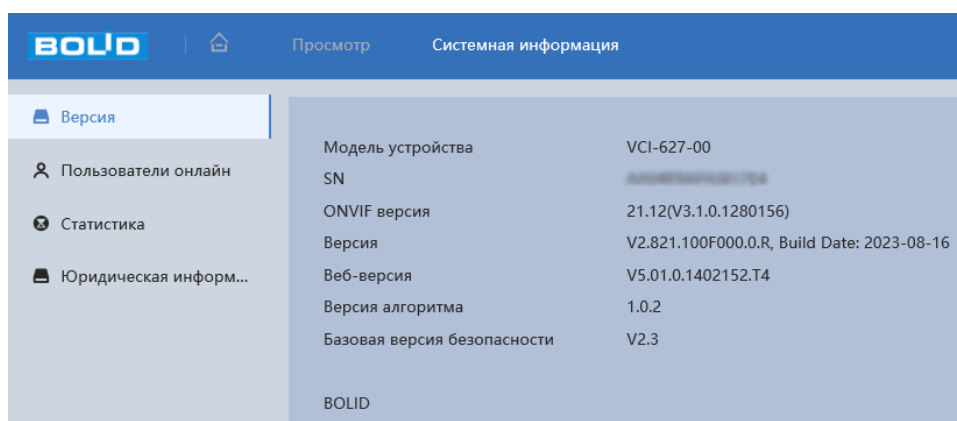 BOLID Просмотр Системная информация
Версия
Пользователи онлайн
Статистика
Юридическая информ...
Модель устройства VCI-627-00
SN
ONVIF версия 21.12(V3.1.0.1280156)
Версия V2.821.100F000.0.R, Build Date: 2023-08-16
Веб-версия V5.01.0.1402152.T4
Версия алгоритма 1.0.2
Базовая версия безопасности V2.3
BOLID